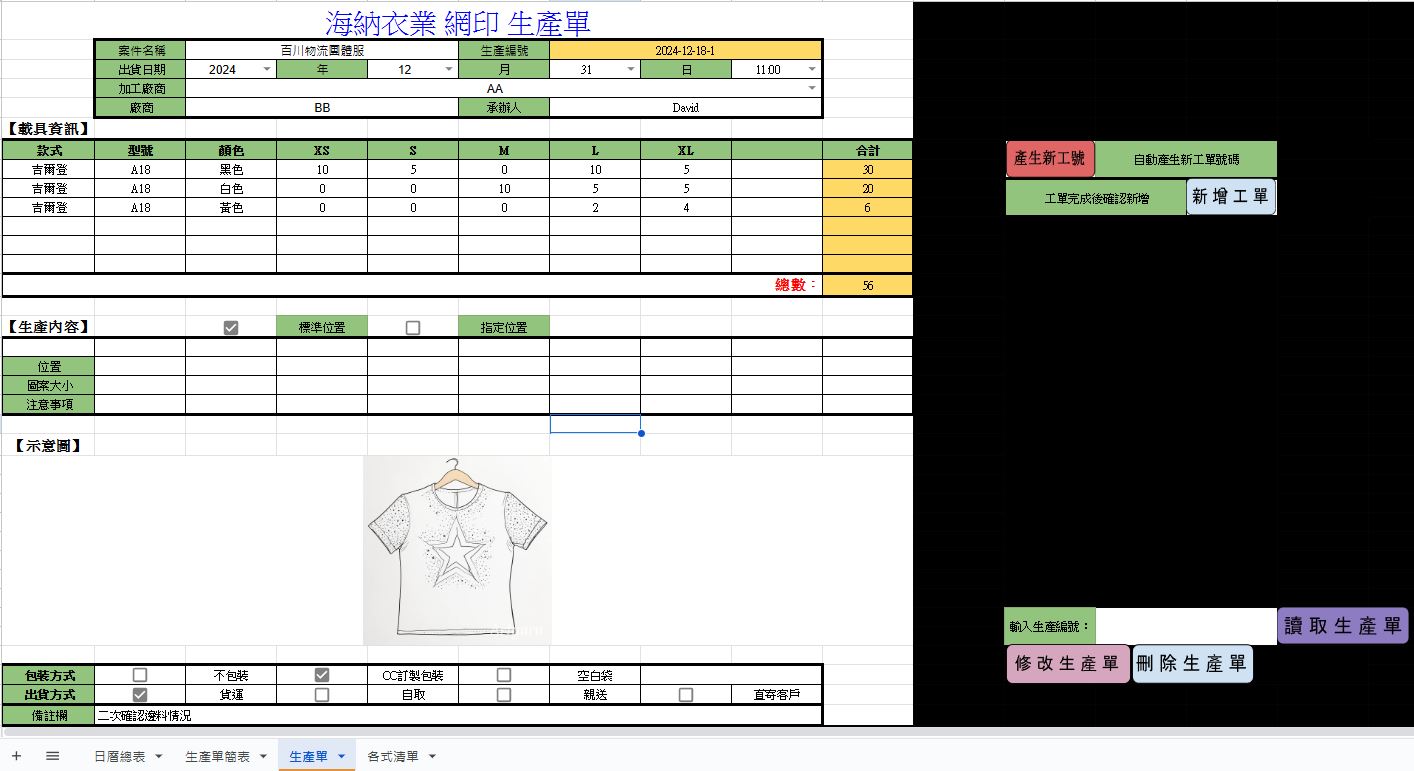 海納衣業 網印 生產單
案件名稱 百川物流團體服 生產編號 2024-12-18-1
出貨日期 2024 年 12 月 31 日 11:00
加工廠商 AA
廠商 BB 承辦人 David
【載具資訊】
款式 型號 顏色 XS S M L XL 合計
吉爾登 A18 黑色 10 5 0 10 5 30
吉爾登 A18 白色 0 0 10 5 5 20
吉爾登 A18 黃色 0 0 0 2 4 6
總數： 56
產生新工號 自動產生新工單號碼
工單完成後確認新增 新增工單
【生產內容】 標準位置 指定位置
位置
圖案大小
注意事項
【示意圖】
輸入生產編號： 讀取生產單
修改生產單 刪除生產單
包裝方式 不包裝 CC訂製包裝 空白袋
出貨方式 貨運 自取 親送 直寄客戶
備註欄 二次確認證料情況
日曆總表 生產單簡表 生產單 各式清單